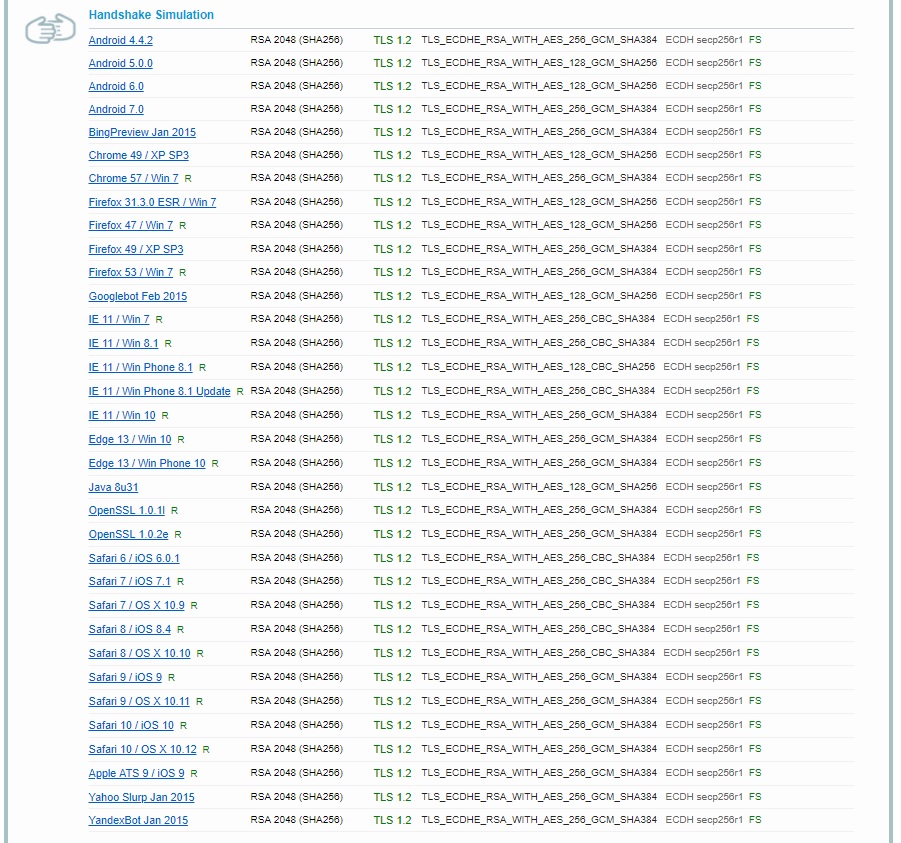 Handshake Simulation
Android 4.4.2 RSA 2048 (SHA256) TLS 1.2 TLS_ECDHE_RSA_WITH_AES_256_GCM_SHA384 ECDH secp256r1 FS
Android 5.0.0 RSA 2048 (SHA256) TLS 1.2 TLS_ECDHE_RSA_WITH_AES_128_GCM_SHA256 ECDH secp256r1 FS
Android 6.0 RSA 2048 (SHA256) TLS 1.2 TLS_ECDHE_RSA_WITH_AES_128_GCM_SHA256 ECDH secp256r1 FS
Android 7.0 RSA 2048 (SHA256) TLS 1.2 TLS_ECDHE_RSA_WITH_AES_256_GCM_SHA384 ECDH secp256r1 FS
BingPreview Jan 2015 RSA 2048 (SHA256) TLS 1.2 TLS_ECDHE_RSA_WITH_AES_256_GCM_SHA384 ECDH secp256r1 FS
Chrome 49 / XP SP3 RSA 2048 (SHA256) TLS 1.2 TLS_ECDHE_RSA_WITH_AES_128_GCM_SHA256 ECDH secp256r1 FS
Chrome 57 / Win 7 R RSA 2048 (SHA256) TLS 1.2 TLS_ECDHE_RSA_WITH_AES_256_GCM_SHA384 ECDH secp256r1 FS
Firefox 31.3.0 ESR / Win 7 RSA 2048 (SHA256) TLS 1.2 TLS_ECDHE_RSA_WITH_AES_128_GCM_SHA256 ECDH secp256r1 FS
Firefox 47 / Win 7 R RSA 2048 (SHA256) TLS 1.2 TLS_ECDHE_RSA_WITH_AES_128_GCM_SHA256 ECDH secp256r1 FS
Firefox 49 / XP SP3 RSA 2048 (SHA256) TLS 1.2 TLS_ECDHE_RSA_WITH_AES_256_GCM_SHA384 ECDH secp256r1 FS
Firefox 53 / Win 7 R RSA 2048 (SHA256) TLS 1.2 TLS_ECDHE_RSA_WITH_AES_256_GCM_SHA384 ECDH secp256r1 FS
Googlebot Feb 2015 RSA 2048 (SHA256) TLS 1.2 TLS_ECDHE_RSA_WITH_AES_128_GCM_SHA256 ECDH secp256r1 FS
IE 11 / Win 7 R RSA 2048 (SHA256) TLS 1.2 TLS_ECDHE_RSA_WITH_AES_256_CBC_SHA384 ECDH secp256r1 FS
IE 11 / Win 8.1 R RSA 2048 (SHA256) TLS 1.2 TLS_ECDHE_RSA_WITH_AES_256_CBC_SHA384 ECDH secp256r1 FS
IE 11 / Win Phone 8.1 R RSA 2048 (SHA256) TLS 1.2 TLS_ECDHE_RSA_WITH_AES_128_CBC_SHA256 ECDH secp256r1 FS
IE 11 / Win Phone 8.1 Update R RSA 2048 (SHA256) TLS 1.2 TLS_ECDHE_RSA_WITH_AES_256_CBC_SHA384 ECDH secp256r1 FS
IE 11 / Win 10 R RSA 2048 (SHA256) TLS 1.2 TLS_ECDHE_RSA_WITH_AES_256_GCM_SHA384 ECDH secp256r1 FS
Edge 13 / Win 10 R RSA 2048 (SHA256) TLS 1.2 TLS_ECDHE_RSA_WITH_AES_256_GCM_SHA384 ECDH secp256r1 FS
Edge 13 / Win Phone 10 R RSA 2048 (SHA256) TLS 1.2 TLS_ECDHE_RSA_WITH_AES_256_GCM_SHA384 ECDH secp256r1 FS
Java 8u31 RSA 2048 (SHA256) TLS 1.2 TLS_ECDHE_RSA_WITH_AES_128_GCM_SHA256 ECDH secp256r1 FS
OpenSSL 1.0.1l R RSA 2048 (SHA256) TLS 1.2 TLS_ECDHE_RSA_WITH_AES_256_GCM_SHA384 ECDH secp256r1 FS
OpenSSL 1.0.2e R RSA 2048 (SHA256) TLS 1.2 TLS_ECDHE_RSA_WITH_AES_256_GCM_SHA384 ECDH secp256r1 FS
Safari 6 / iOS 6.0.1 RSA 2048 (SHA256) TLS 1.2 TLS_ECDHE_RSA_WITH_AES_256_CBC_SHA384 ECDH secp256r1 FS
Safari 7 / iOS 7.1 R RSA 2048 (SHA256) TLS 1.2 TLS_ECDHE_RSA_WITH_AES_256_CBC_SHA384 ECDH secp256r1 FS
Safari 7 / OS X 10.9 R RSA 2048 (SHA256) TLS 1.2 TLS_ECDHE_RSA_WITH_AES_256_CBC_SHA384 ECDH secp256r1 FS
Safari 8 / iOS 8.4 R RSA 2048 (SHA256) TLS 1.2 TLS_ECDHE_RSA_WITH_AES_256_CBC_SHA384 ECDH secp256r1 FS
Safari 8 / OS X 10.10 R RSA 2048 (SHA256) TLS 1.2 TLS_ECDHE_RSA_WITH_AES_256_CBC_SHA384 ECDH secp256r1 FS
Safari 9 / iOS 9 R RSA 2048 (SHA256) TLS 1.2 TLS_ECDHE_RSA_WITH_AES_256_GCM_SHA384 ECDH secp256r1 FS
Safari 9 / OS X 10.11 R RSA 2048 (SHA256) TLS 1.2 TLS_ECDHE_RSA_WITH_AES_256_GCM_SHA384 ECDH secp256r1 FS
Safari 10 / iOS 10 R RSA 2048 (SHA256) TLS 1.2 TLS_ECDHE_RSA_WITH_AES_256_GCM_SHA384 ECDH secp256r1 FS
Safari 10 / OS X 10.12 R RSA 2048 (SHA256) TLS 1.2 TLS_ECDHE_RSA_WITH_AES_256_GCM_SHA384 ECDH secp256r1 FS
Apple ATS 9 / iOS 9 R RSA 2048 (SHA256) TLS 1.2 TLS_ECDHE_RSA_WITH_AES_256_GCM_SHA384 ECDH secp256r1 FS
Yahoo Slurp Jan 2015 RSA 2048 (SHA256) TLS 1.2 TLS_ECDHE_RSA_WITH_AES_256_GCM_SHA384 ECDH secp256r1 FS
YandexBot Jan 2015 RSA 2048 (SHA256) TLS 1.2 TLS_ECDHE_RSA_WITH_AES_256_GCM_SHA384 ECDH secp256r1 FS